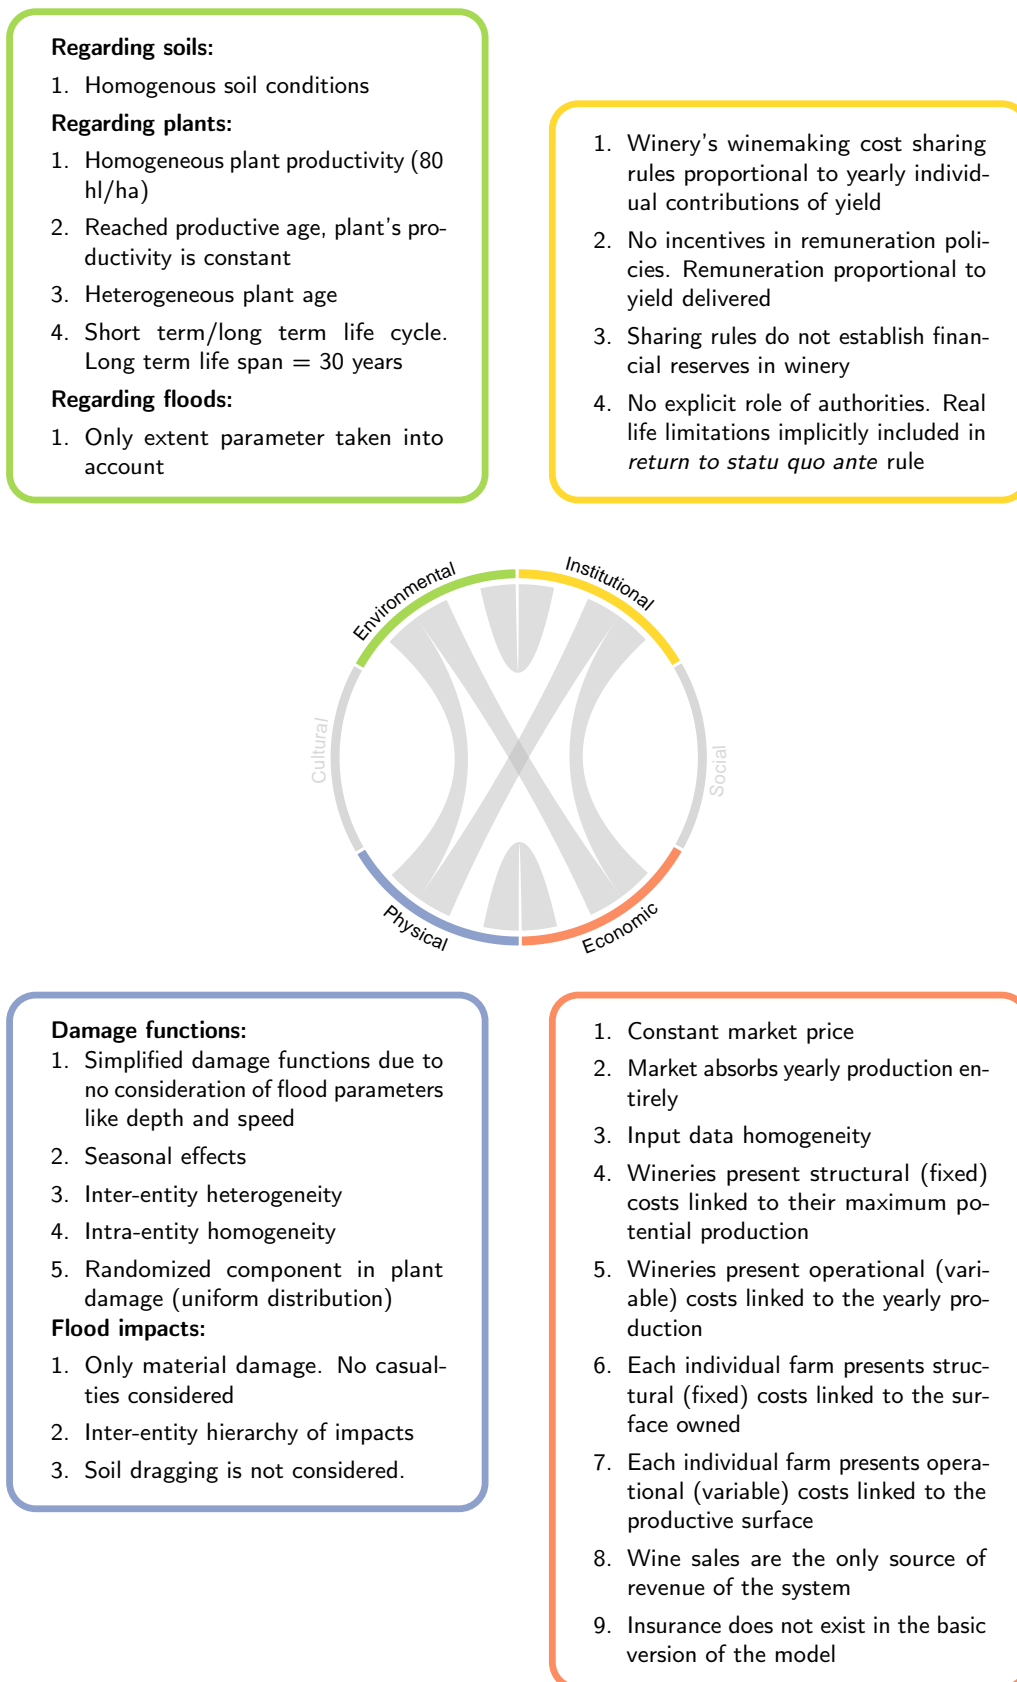 Regarding soils:
1. Homogenous soil conditions
Regarding plants:
1. Homogeneous plant productivity (80
hl/ha)
2. Reached productive age, plant's pro-
ductivity is constant
3. Heterogeneous plant age
4. Short term/long term life cycle.
Long term life span = 30 years
Regarding floods:
1. Only extent parameter taken into
account
1. Winery's winemaking cost sharing
rules proportional to yearly individ-
ual contributions of yield
2. No incentives in remuneration poli-
cies. Remuneration proportional to
yield delivered
3. Sharing rules do not establish finan-
cial reserves in winery
4. No explicit role of authorities. Real
life limitations implicitly included in
return to statu quo ante rule
Environmental
Institutional
Cultural
Social
Physical
Economic
Damage functions:
1. Simplified damage functions due to
no consideration of flood parameters
like depth and speed
2. Seasonal effects
3. Inter-entity heterogeneity
4. Intra-entity homogeneity
5. Randomized component in plant
damage (uniform distribution)
Flood impacts:
1. Only material damage. No casual-
ties considered
2. Inter-entity hierarchy of impacts
3. Soil dragging is not considered.
1. Constant market price
2. Market absorbs yearly production en-
tirely
3. Input data homogeneity
4. Wineries present structural (fixed)
costs linked to their maximum po-
tential production
5. Wineries present operational (vari-
able) costs linked to the yearly pro-
duction
6. Each individual farm presents struc-
tural (fixed) costs linked to the sur-
face owned
7. Each individual farm presents opera-
tional (variable) costs linked to the
productive surface
8. Wine sales are the only source of
revenue of the system
9. Insurance does not exist in the basic
version of the model